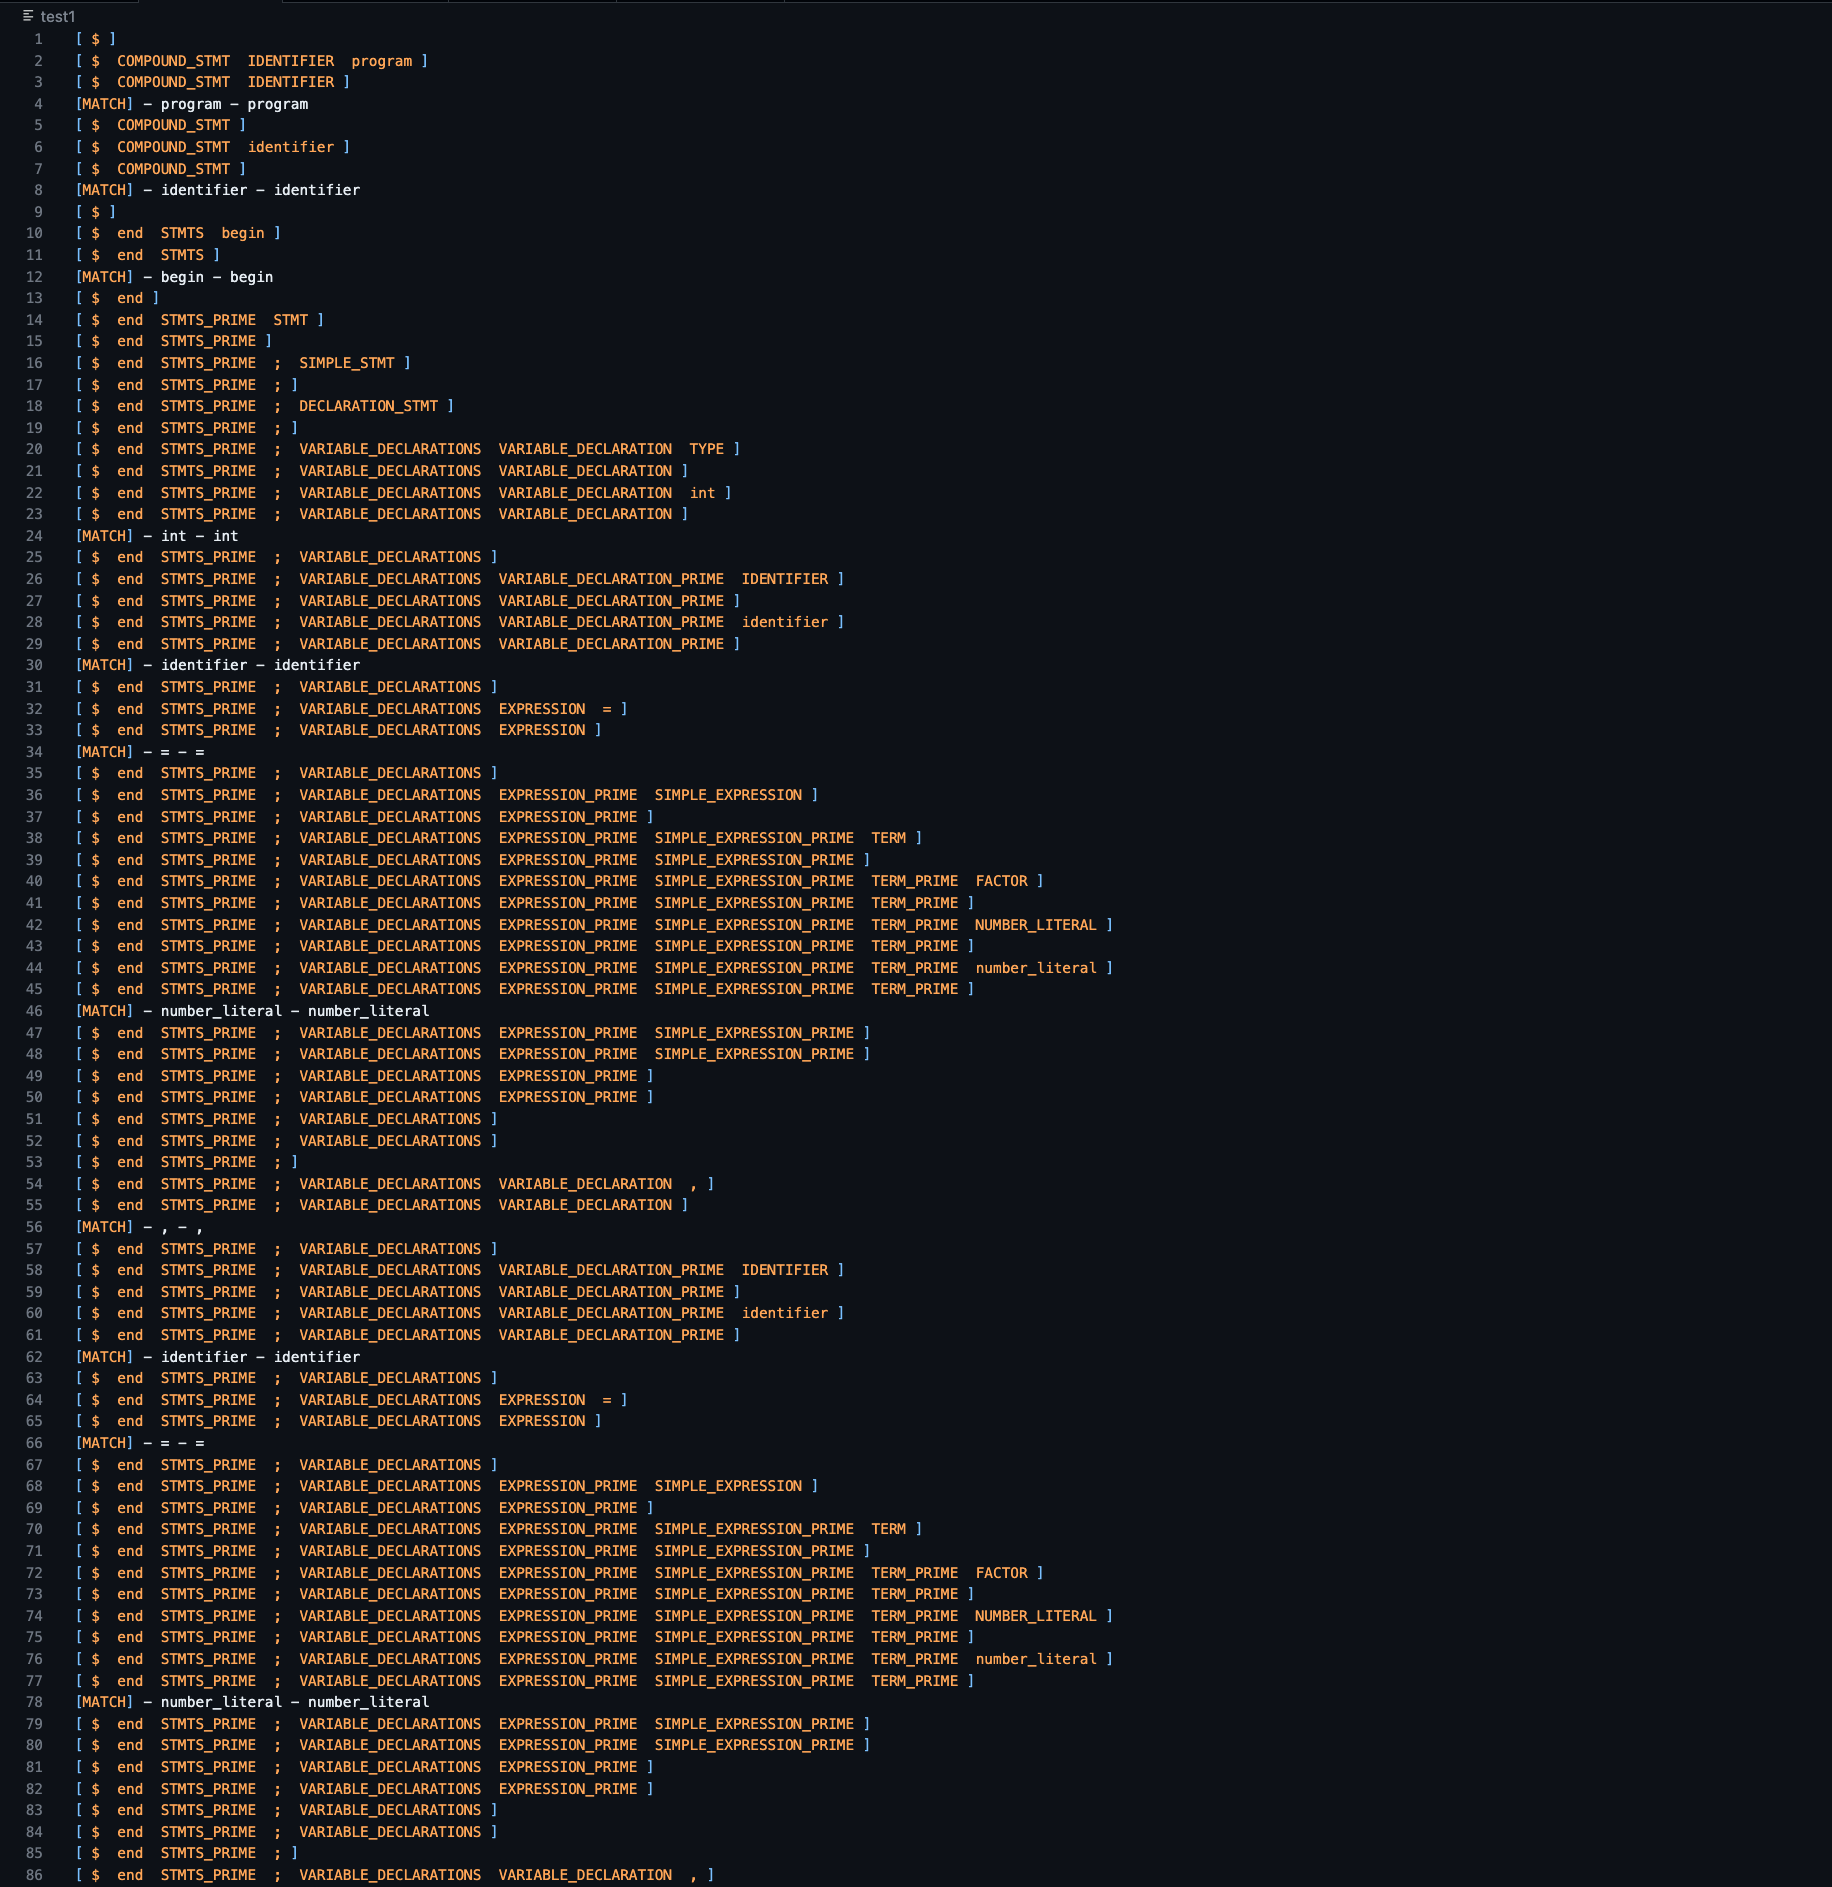 test1
1 [ $ ]
2 [ $ COMPOUND_STMT IDENTIFIER program ]
3 [ $ COMPOUND_STMT IDENTIFIER ]
4 [MATCH] - program - program
5 [ $ COMPOUND_STMT ]
6 [ $ COMPOUND_STMT identifier ]
7 [ $ COMPOUND_STMT ]
8 [MATCH] - identifier - identifier
9 [ $ ]
10 [ $ end STMTS begin ]
11 [ $ end STMTS ]
12 [MATCH] - begin - begin
13 [ $ end ]
14 [ $ end STMTS_PRIME STMT ]
15 [ $ end STMTS_PRIME ]
16 [ $ end STMTS_PRIME ; SIMPLE_STMT ]
17 [ $ end STMTS_PRIME ; ]
18 [ $ end STMTS_PRIME ; DECLARATION_STMT ]
19 [ $ end STMTS_PRIME ; ]
20 [ $ end STMTS_PRIME ; VARIABLE_DECLARATIONS VARIABLE_DECLARATION TYPE ]
21 [ $ end STMTS_PRIME ; VARIABLE_DECLARATIONS VARIABLE_DECLARATION ]
22 [ $ end STMTS_PRIME ; VARIABLE_DECLARATIONS VARIABLE_DECLARATION int ]
23 [ $ end STMTS_PRIME ; VARIABLE_DECLARATIONS VARIABLE_DECLARATION ]
24 [MATCH] - int - int
25 [ $ end STMTS_PRIME ; VARIABLE_DECLARATIONS ]
26 [ $ end STMTS_PRIME ; VARIABLE_DECLARATIONS VARIABLE_DECLARATION_PRIME IDENTIFIER ]
27 [ $ end STMTS_PRIME ; VARIABLE_DECLARATIONS VARIABLE_DECLARATION_PRIME ]
28 [ $ end STMTS_PRIME ; VARIABLE_DECLARATIONS VARIABLE_DECLARATION_PRIME identifier ]
29 [ $ end STMTS_PRIME ; VARIABLE_DECLARATIONS VARIABLE_DECLARATION_PRIME ]
30 [MATCH] - identifier - identifier
31 [ $ end STMTS_PRIME ; VARIABLE_DECLARATIONS ]
32 [ $ end STMTS_PRIME ; VARIABLE_DECLARATIONS EXPRESSION = ]
33 [ $ end STMTS_PRIME ; VARIABLE_DECLARATIONS EXPRESSION ]
34 [MATCH] - = - =
35 [ $ end STMTS_PRIME ; VARIABLE_DECLARATIONS ]
36 [ $ end STMTS_PRIME ; VARIABLE_DECLARATIONS EXPRESSION_PRIME SIMPLE_EXPRESSION ]
37 [ $ end STMTS_PRIME ; VARIABLE_DECLARATIONS EXPRESSION_PRIME ]
38 [ $ end STMTS_PRIME ; VARIABLE_DECLARATIONS EXPRESSION_PRIME SIMPLE_EXPRESSION_PRIME TERM ]
39 [ $ end STMTS_PRIME ; VARIABLE_DECLARATIONS EXPRESSION_PRIME SIMPLE_EXPRESSION_PRIME ]
40 [ $ end STMTS_PRIME ; VARIABLE_DECLARATIONS EXPRESSION_PRIME SIMPLE_EXPRESSION_PRIME TERM_PRIME FACTOR ]
41 [ $ end STMTS_PRIME ; VARIABLE_DECLARATIONS EXPRESSION_PRIME SIMPLE_EXPRESSION_PRIME TERM_PRIME ]
42 [ $ end STMTS_PRIME ; VARIABLE_DECLARATIONS EXPRESSION_PRIME SIMPLE_EXPRESSION_PRIME TERM_PRIME NUMBER_LITERAL ]
43 [ $ end STMTS_PRIME ; VARIABLE_DECLARATIONS EXPRESSION_PRIME SIMPLE_EXPRESSION_PRIME TERM_PRIME ]
44 [ $ end STMTS_PRIME ; VARIABLE_DECLARATIONS EXPRESSION_PRIME SIMPLE_EXPRESSION_PRIME TERM_PRIME number_literal ]
45 [ $ end STMTS_PRIME ; VARIABLE_DECLARATIONS EXPRESSION_PRIME SIMPLE_EXPRESSION_PRIME TERM_PRIME ]
46 [MATCH] - number_literal - number_literal
47 [ $ end STMTS_PRIME ; VARIABLE_DECLARATIONS EXPRESSION_PRIME SIMPLE_EXPRESSION_PRIME ]
48 [ $ end STMTS_PRIME ; VARIABLE_DECLARATIONS EXPRESSION_PRIME SIMPLE_EXPRESSION_PRIME ]
49 [ $ end STMTS_PRIME ; VARIABLE_DECLARATIONS EXPRESSION_PRIME ]
50 [ $ end STMTS_PRIME ; VARIABLE_DECLARATIONS EXPRESSION_PRIME ]
51 [ $ end STMTS_PRIME ; VARIABLE_DECLARATIONS ]
52 [ $ end STMTS_PRIME ; VARIABLE_DECLARATIONS ]
53 [ $ end STMTS_PRIME ; ]
54 [ $ end STMTS_PRIME ; VARIABLE_DECLARATIONS VARIABLE_DECLARATION , ]
55 [ $ end STMTS_PRIME ; VARIABLE_DECLARATIONS VARIABLE_DECLARATION ]
56 [MATCH] - , - ,
57 [ $ end STMTS_PRIME ; VARIABLE_DECLARATIONS ]
58 [ $ end STMTS_PRIME ; VARIABLE_DECLARATIONS VARIABLE_DECLARATION_PRIME IDENTIFIER ]
59 [ $ end STMTS_PRIME ; VARIABLE_DECLARATIONS VARIABLE_DECLARATION_PRIME ]
60 [ $ end STMTS_PRIME ; VARIABLE_DECLARATIONS VARIABLE_DECLARATION_PRIME identifier ]
61 [ $ end STMTS_PRIME ; VARIABLE_DECLARATIONS VARIABLE_DECLARATION_PRIME ]
62 [MATCH] - identifier - identifier
63 [ $ end STMTS_PRIME ; VARIABLE_DECLARATIONS ]
64 [ $ end STMTS_PRIME ; VARIABLE_DECLARATIONS EXPRESSION = ]
65 [ $ end STMTS_PRIME ; VARIABLE_DECLARATIONS EXPRESSION ]
66 [MATCH] - = - =
67 [ $ end STMTS_PRIME ; VARIABLE_DECLARATIONS ]
68 [ $ end STMTS_PRIME ; VARIABLE_DECLARATIONS EXPRESSION_PRIME SIMPLE_EXPRESSION ]
69 [ $ end STMTS_PRIME ; VARIABLE_DECLARATIONS EXPRESSION_PRIME ]
70 [ $ end STMTS_PRIME ; VARIABLE_DECLARATIONS EXPRESSION_PRIME SIMPLE_EXPRESSION_PRIME TERM ]
71 [ $ end STMTS_PRIME ; VARIABLE_DECLARATIONS EXPRESSION_PRIME SIMPLE_EXPRESSION_PRIME ]
72 [ $ end STMTS_PRIME ; VARIABLE_DECLARATIONS EXPRESSION_PRIME SIMPLE_EXPRESSION_PRIME TERM_PRIME FACTOR ]
73 [ $ end STMTS_PRIME ; VARIABLE_DECLARATIONS EXPRESSION_PRIME SIMPLE_EXPRESSION_PRIME TERM_PRIME ]
74 [ $ end STMTS_PRIME ; VARIABLE_DECLARATIONS EXPRESSION_PRIME SIMPLE_EXPRESSION_PRIME TERM_PRIME NUMBER_LITERAL ]
75 [ $ end STMTS_PRIME ; VARIABLE_DECLARATIONS EXPRESSION_PRIME SIMPLE_EXPRESSION_PRIME TERM_PRIME ]
76 [ $ end STMTS_PRIME ; VARIABLE_DECLARATIONS EXPRESSION_PRIME SIMPLE_EXPRESSION_PRIME TERM_PRIME number_literal ]
77 [ $ end STMTS_PRIME ; VARIABLE_DECLARATIONS EXPRESSION_PRIME SIMPLE_EXPRESSION_PRIME TERM_PRIME ]
78 [MATCH] - number_literal - number_literal
79 [ $ end STMTS_PRIME ; VARIABLE_DECLARATIONS EXPRESSION_PRIME SIMPLE_EXPRESSION_PRIME ]
80 [ $ end STMTS_PRIME ; VARIABLE_DECLARATIONS EXPRESSION_PRIME SIMPLE_EXPRESSION_PRIME ]
81 [ $ end STMTS_PRIME ; VARIABLE_DECLARATIONS EXPRESSION_PRIME ]
82 [ $ end STMTS_PRIME ; VARIABLE_DECLARATIONS EXPRESSION_PRIME ]
83 [ $ end STMTS_PRIME ; VARIABLE_DECLARATIONS ]
84 [ $ end STMTS_PRIME ; VARIABLE_DECLARATIONS ]
85 [ $ end STMTS_PRIME ; ]
86 [ $ end STMTS_PRIME ; VARIABLE_DECLARATIONS VARIABLE_DECLARATION , ]